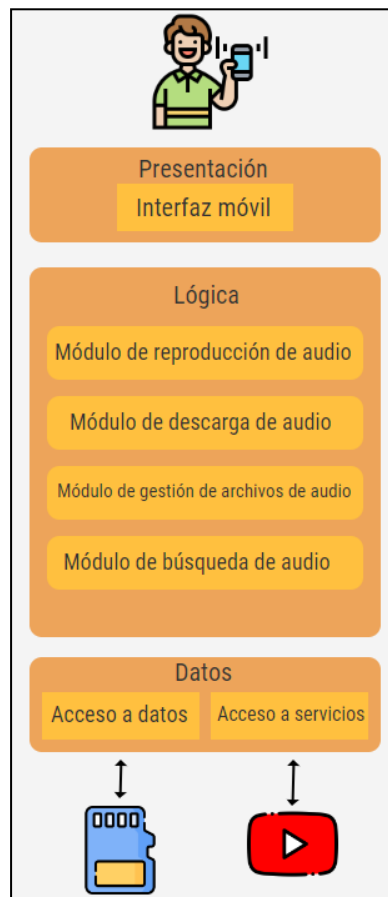 Presentación
Interfaz móvil
Lógica
Módulo de reproducción de audio
Módulo de descarga de audio
Módulo de gestión de archivos de audio
Módulo de búsqueda de audio
Datos
Acceso a datos
Acceso a servicios